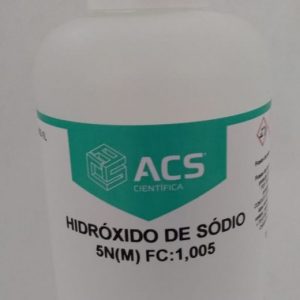 ACS
CIENTÍFICA
HIDRÓXIDO DE SÓDIO
5N(M) FC:1,005